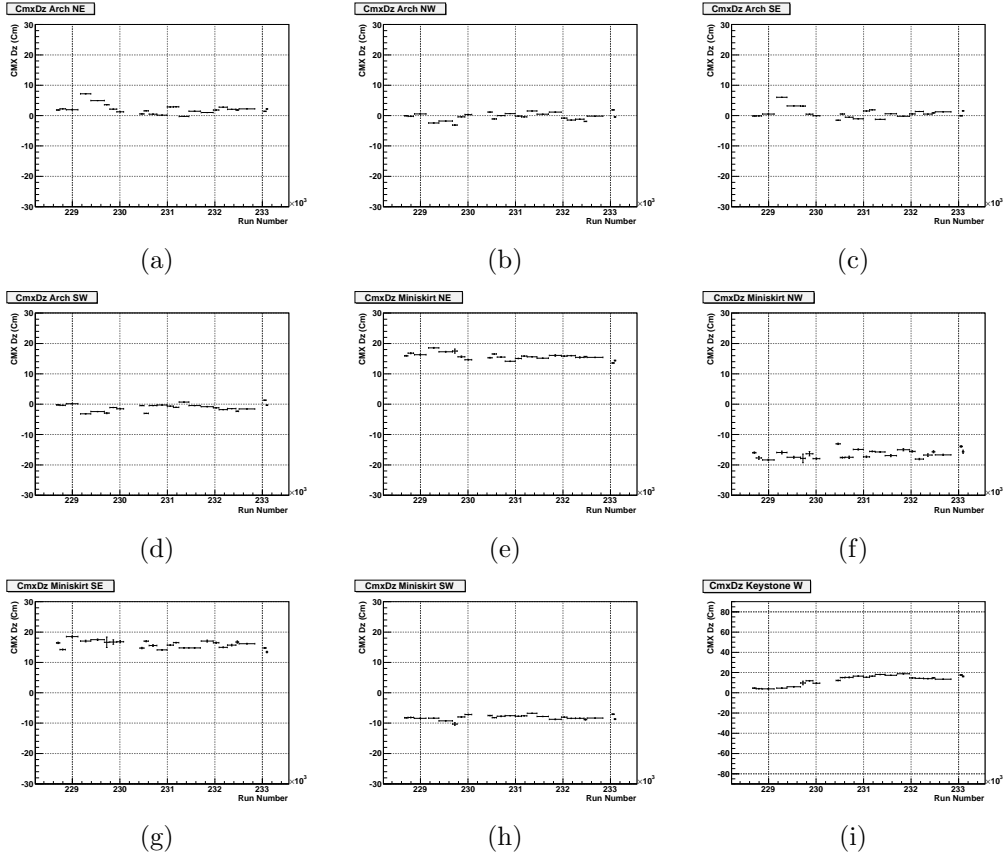 CmxDz Arch NE
CMX Dz (Cm)
30
20
10
0
-10
-20
-30
229 230 231 232 233
×10³
Run Number
(a)
CmxDz Arch NW
CMX Dz (Cm)
30
20
10
0
-10
-20
-30
229 230 231 232 233
×10³
Run Number
(b)
CmxDz Arch SE
CMX Dz (Cm)
30
20
10
0
-10
-20
-30
229 230 231 232 233
×10³
Run Number
(c)
CmxDz Arch SW
CMX Dz (Cm)
30
20
10
0
-10
-20
-30
229 230 231 232 233
×10³
Run Number
(d)
CmxDz Miniskirt NE
CMX Dz (Cm)
30
20
10
0
-10
-20
-30
229 230 231 232 233
×10³
Run Number
(e)
CmxDz Miniskirt NW
CMX Dz (Cm)
30
20
10
0
-10
-20
-30
229 230 231 232 233
×10³
Run Number
(f)
CmxDz Miniskirt SE
CMX Dz (Cm)
30
20
10
0
-10
-20
-30
229 230 231 232 233
×10³
Run Number
(g)
CmxDz Miniskirt SW
CMX Dz (Cm)
30
20
10
0
-10
-20
-30
229 230 231 232 233
×10³
Run Number
(h)
CmxDz Keystone W
CMX Dz (Cm)
80
60
40
20
0
-20
-40
-60
-80
229 230 231 232 233
×10³
Run Number
(i)